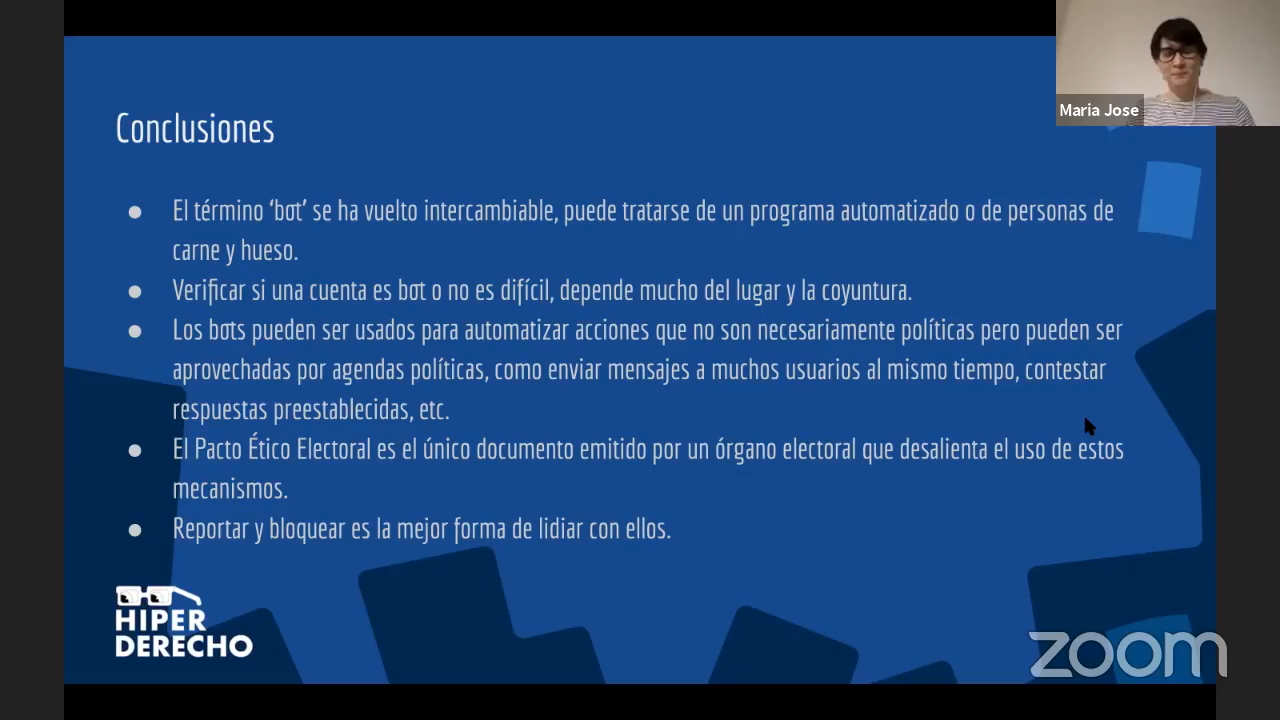 Maria Jose
Conclusiones
● El término ‘bot’ se ha vuelto intercambiable, puede tratarse de un programa automatizado o de personas de
carne y hueso.
● Verificar si una cuenta es bot o no es difícil, depende mucho del lugar y la coyuntura.
● Los bots pueden ser usados para automatizar acciones que no son necesariamente políticas pero pueden ser
aprovechadas por agendas políticas, como enviar mensajes a muchos usuarios al mismo tiempo, contestar
respuestas preestablecidas, etc.
● El Pacto Ético Electoral es el único documento emitido por un órgano electoral que desalienta el uso de estos
mecanismos.
● Reportar y bloquear es la mejor forma de lidiar con ellos.
HIPER
DERECHO
zoom